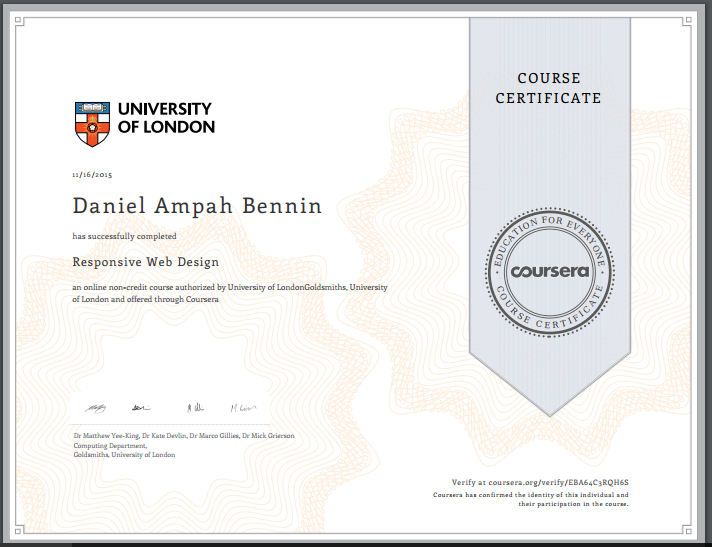 COURSE
CERTIFICATE
UNIVERSITY
OF LONDON
11/16/2015
Daniel Ampah Bennin
has successfully completed
Responsive Web Design
an online non-credit course authorized by University of LondonGoldsmiths, University
of London and offered through Coursera
EDUCATION FOR EVERYONE
coursera
COURSE CERTIFICATE
Dr Matthew Yee-King, Dr Kate Devlin, Dr Marco Gillies, Dr Mick Grierson
Computing Department,
Goldsmiths, University of London
Verify at coursera.org/verify/EBA64C3RQH6S
Coursera has confirmed the identity of this individual and
their participation in the course.